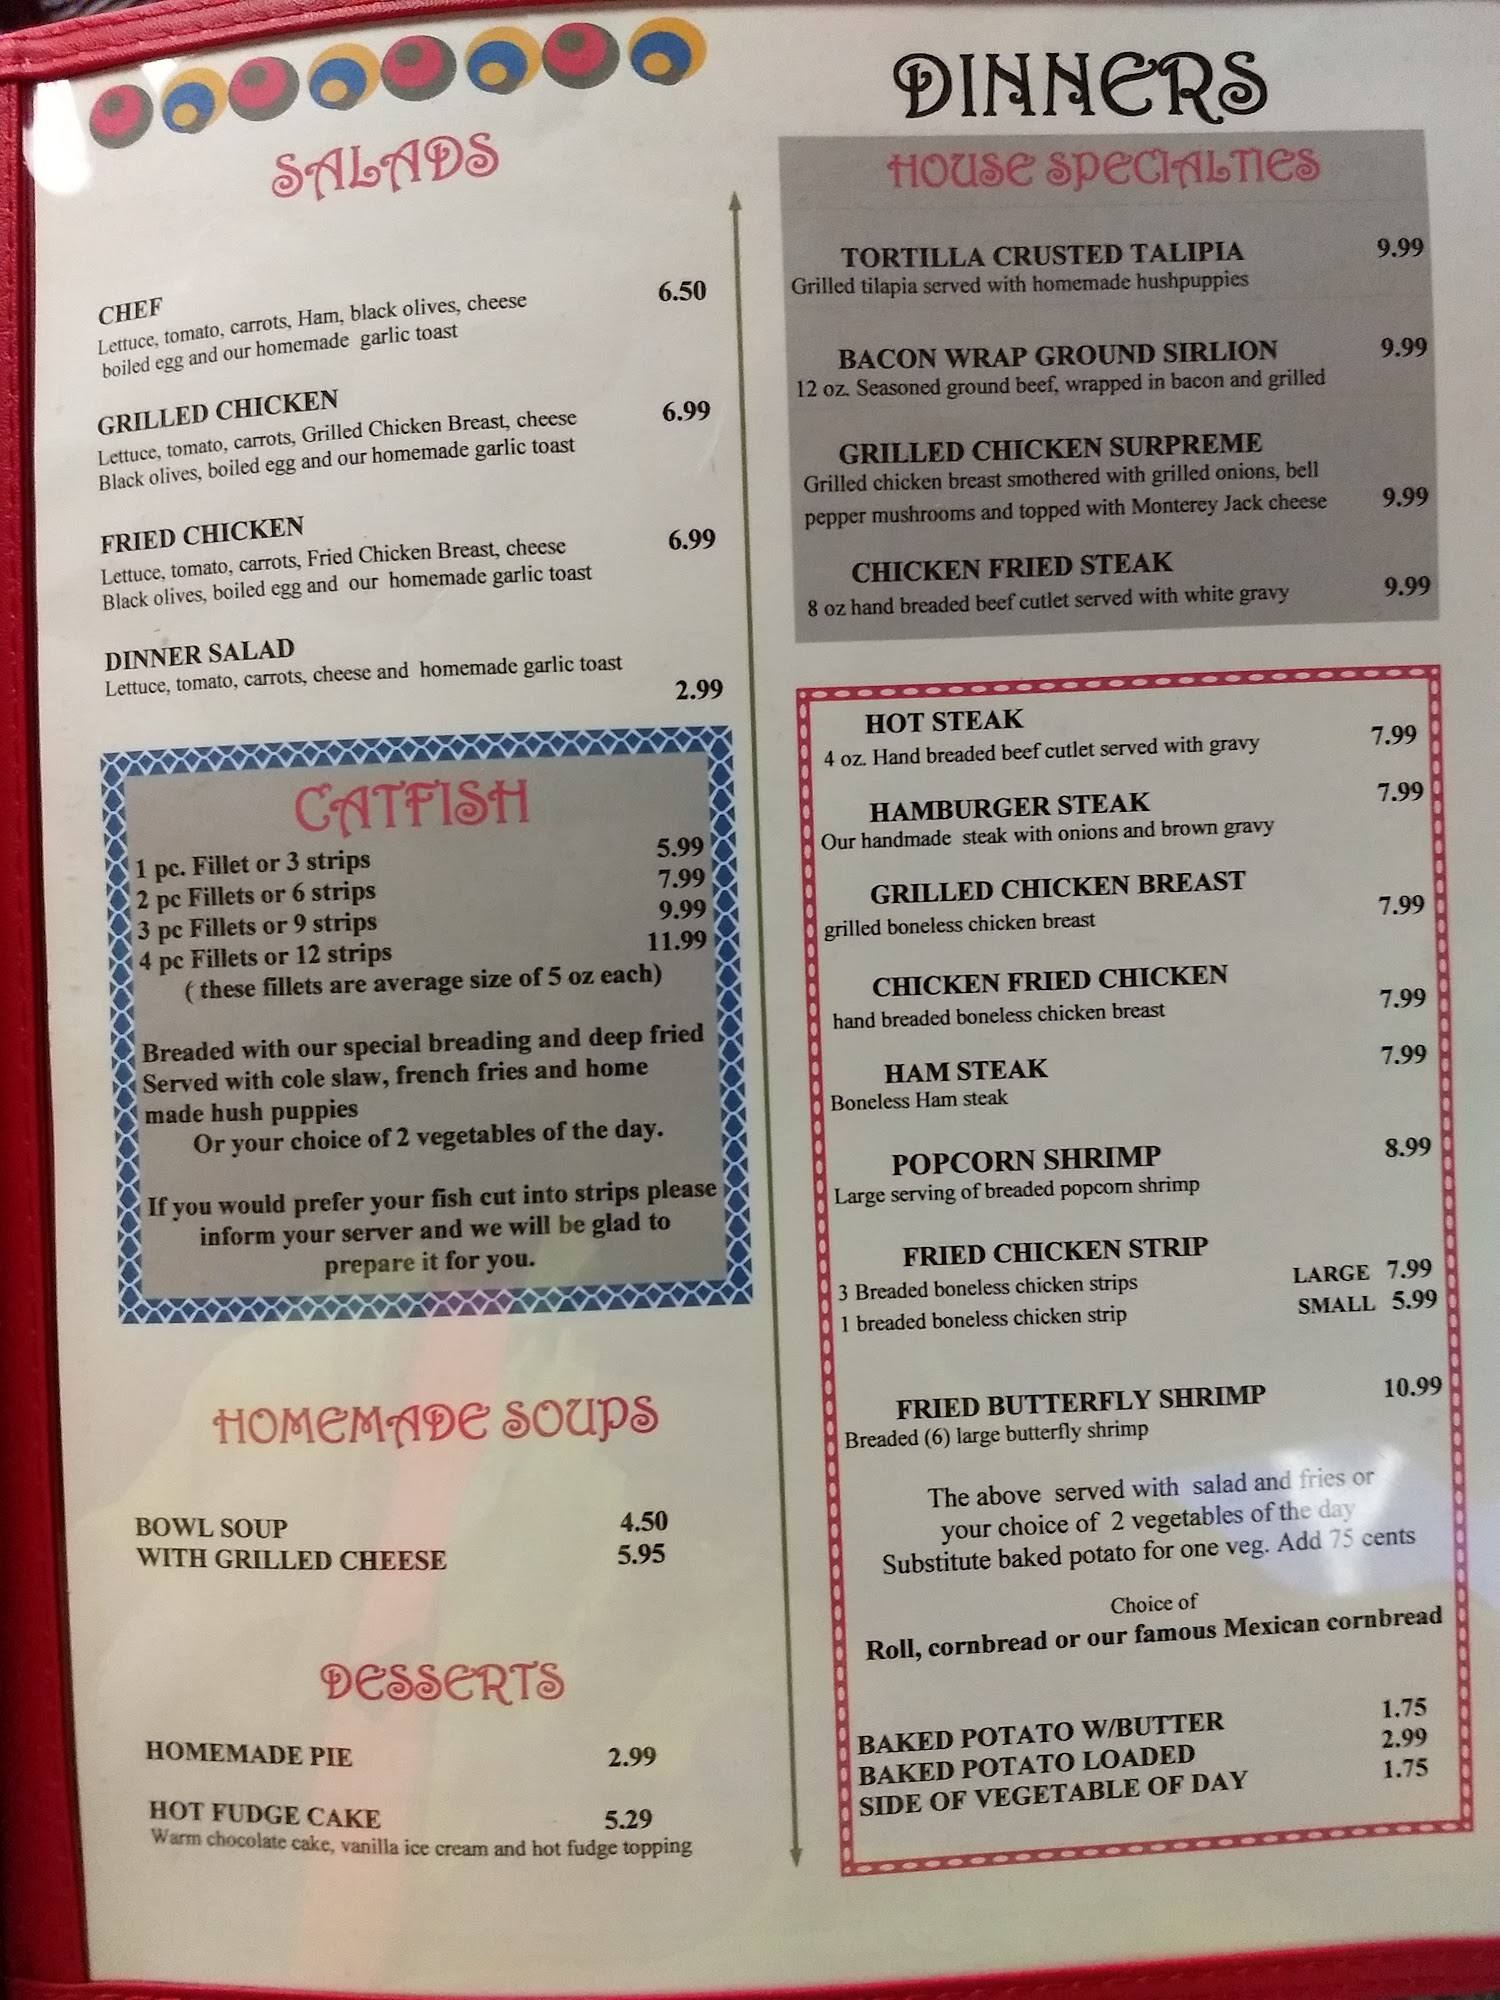 SALADS
CHEF 6.50
Lettuce, tomato, carrots, Ham, black olives, cheese
boiled egg and our homemade garlic toast
GRILLED CHICKEN 6.99
Lettuce, tomato, carrots, Grilled Chicken Breast, cheese
Black olives, boiled egg and our homemade garlic toast
FRIED CHICKEN 6.99
Lettuce, tomato, carrots, Fried Chicken Breast, cheese
Black olives, boiled egg and our homemade garlic toast
DINNER SALAD
Lettuce, tomato, carrots, cheese and homemade garlic toast
2.99
CATFISH
1 pc. Fillet or 3 strips 5.99
2 pc Fillets or 6 strips 7.99
3 pc Fillets or 9 strips 9.99
4 pc Fillets or 12 strips 11.99
( these fillets are average size of 5 oz each)
Breaded with our special breading and deep fried
Served with cole slaw, french fries and home
made hush puppies
Or your choice of 2 vegetables of the day.
If you would prefer your fish cut into strips please
inform your server and we will be glad to
prepare it for you.
HOMEMADE SOUPS
BOWL SOUP 4.50
WITH GRILLED CHEESE 5.95
DESSERTS
HOMEMADE PIE 2.99
HOT FUDGE CAKE 5.29
Warm chocolate cake, vanilla ice cream and hot fudge topping
DINNERS
HOUSE SPECIALTIES
TORTILLA CRUSTED TALIPIA 9.99
Grilled tilapia served with homemade hushpuppies
BACON WRAP GROUND SIRLION 9.99
12 oz. Seasoned ground beef, wrapped in bacon and grilled
GRILLED CHICKEN SURPREME
Grilled chicken breast smothered with grilled onions, bell
pepper mushrooms and topped with Monterey Jack cheese 9.99
CHICKEN FRIED STEAK
8 oz hand breaded beef cutlet served with white gravy 9.99
HOT STEAK
4 oz. Hand breaded beef cutlet served with gravy 7.99
HAMBURGER STEAK 7.99
Our handmade steak with onions and brown gravy
GRILLED CHICKEN BREAST
grilled boneless chicken breast 7.99
CHICKEN FRIED CHICKEN
hand breaded boneless chicken breast 7.99
HAM STEAK 7.99
Boneless Ham steak
POPCORN SHRIMP 8.99
Large serving of breaded popcorn shrimp
FRIED CHICKEN STRIP
3 Breaded boneless chicken strips LARGE 7.99
1 breaded boneless chicken strip SMALL 5.99
FRIED BUTTERFLY SHRIMP 10.99
Breaded (6) large butterfly shrimp
The above served with salad and fries or
your choice of 2 vegetables of the day
Substitute baked potato for one veg. Add 75 cents
Choice of
Roll, cornbread or our famous Mexican cornbread
BAKED POTATO W/BUTTER 1.75
BAKED POTATO LOADED 2.99
SIDE OF VEGETABLE OF DAY 1.75